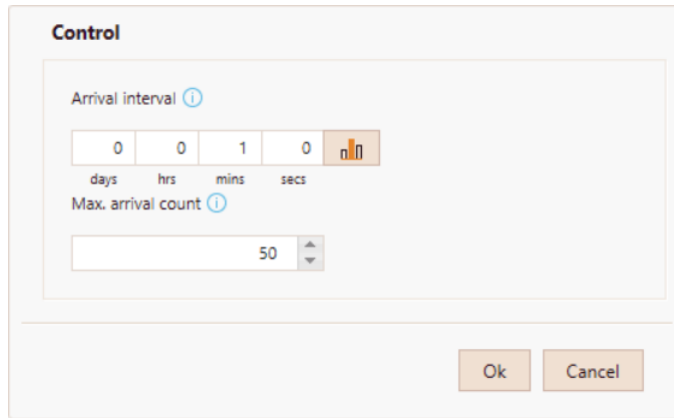 Control
Arrival interval
0 0 1 0
days hrs mins secs
Max. arrival count
50
Ok Cancel